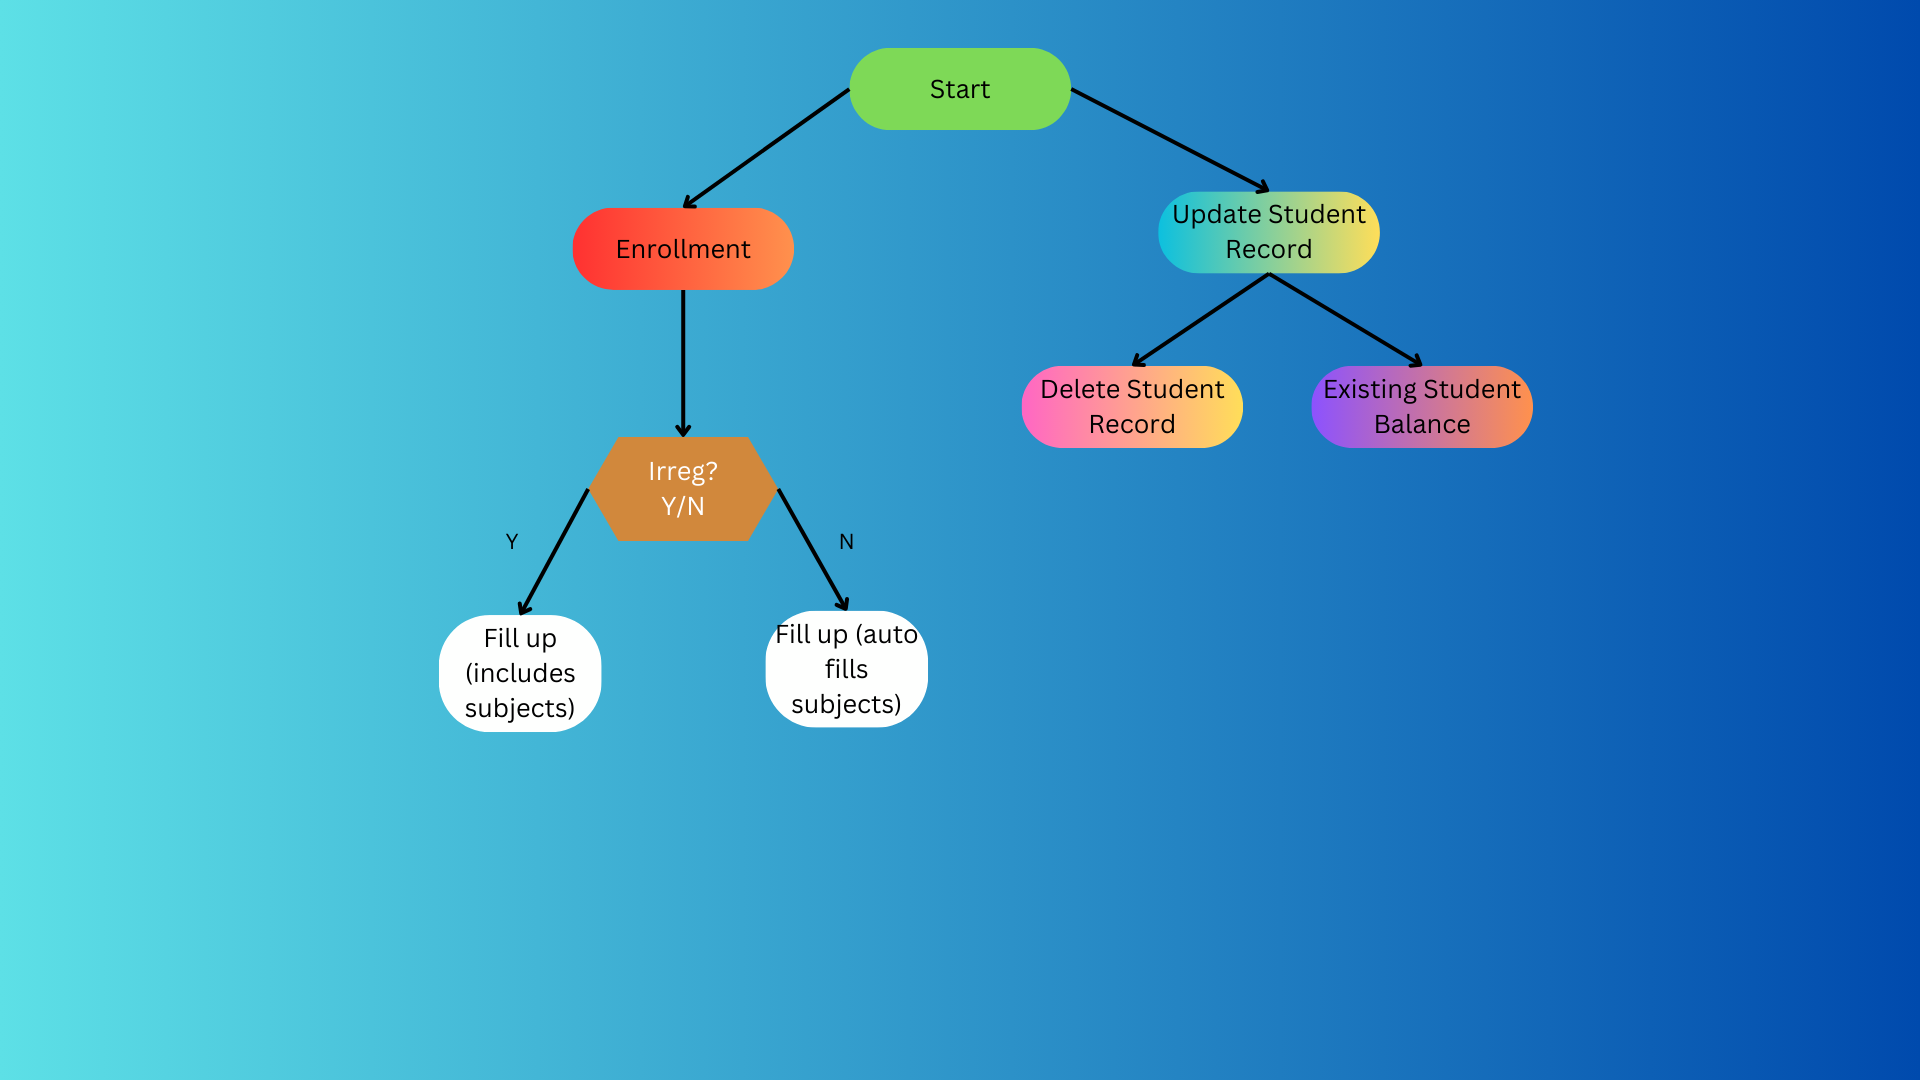 Start
Enrollment
Update Student
Record
Delete Student
Record
Existing Student
Balance
Irreg?
Y/N
Y
N
Fill up
(includes
subjects)
Fill up (auto
fills
subjects)